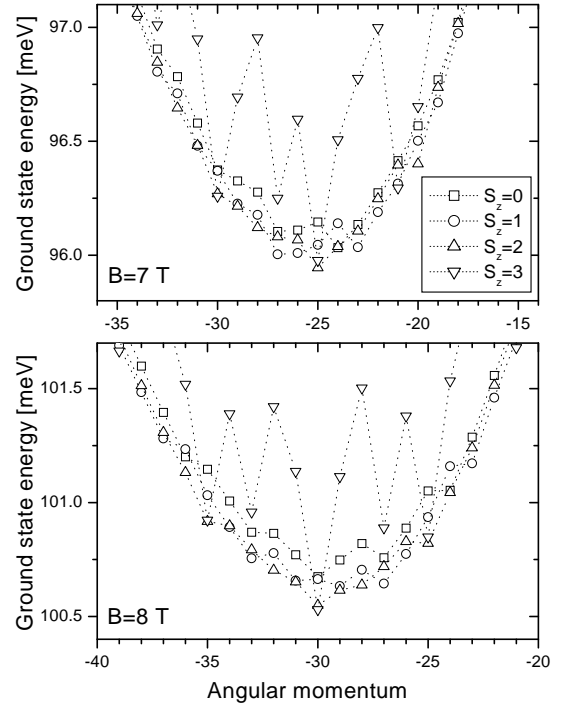 97.0
96.5
96.0
Ground state energy [meV]
S_z=0
S_z=1
S_z=2
S_z=3
B=7 T
-35 -30 -25 -20 -15
101.5
101.0
100.5
Ground state energy [meV]
B=8 T
-40 -35 -30 -25 -20
Angular momentum